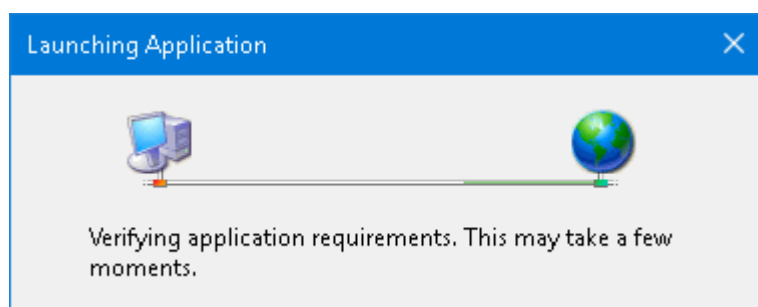 Launching Application
Verifying application requirements. This may take a few
moments.